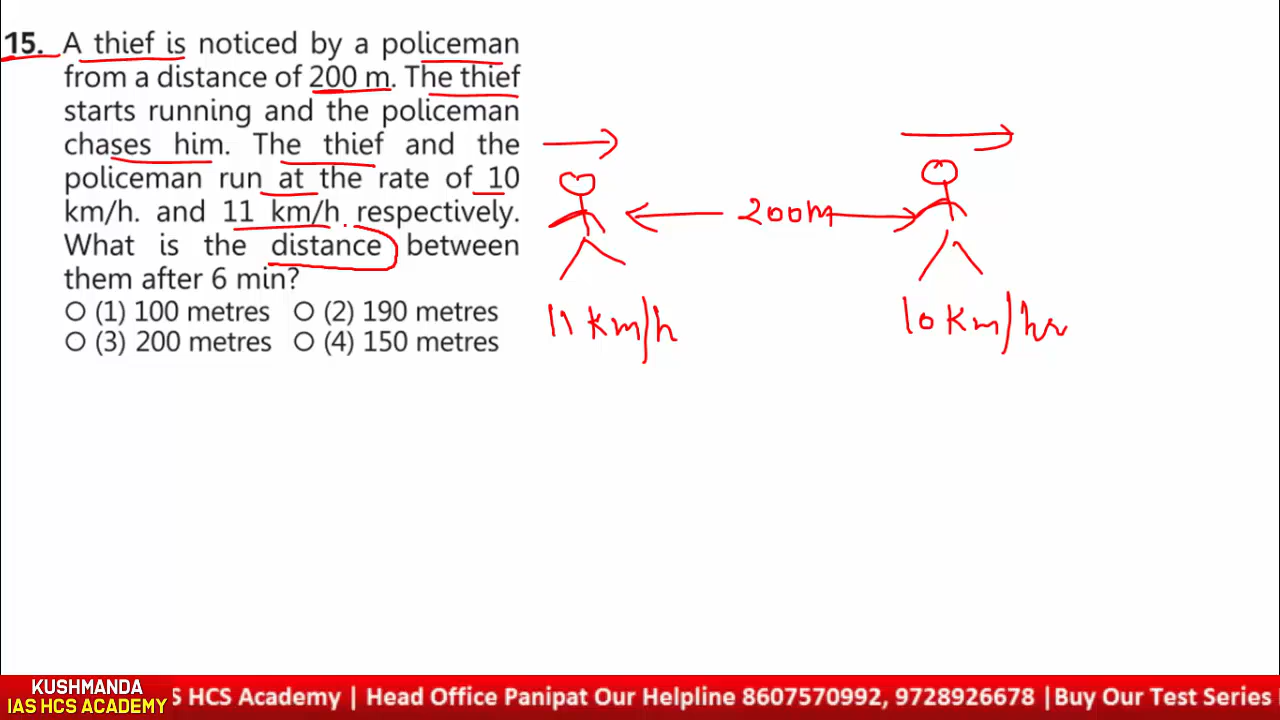 15. A thief is noticed by a policeman
from a distance of 200 m. The thief
starts running and the policeman
chases him. The thief and the
policeman run at the rate of 10
km/h. and 11 km/h respectively.
What is the distance between
them after 6 min?
O (1) 100 metres O (2) 190 metres
O (3) 200 metres O (4) 150 metres
200m
11 km/h
10 Km/hr
KUSHMANDA
IAS HCS ACADEMY
S HCS Academy | Head Office Panipat Our Helpline 8607570992, 9728926678 |Buy Our Test Series